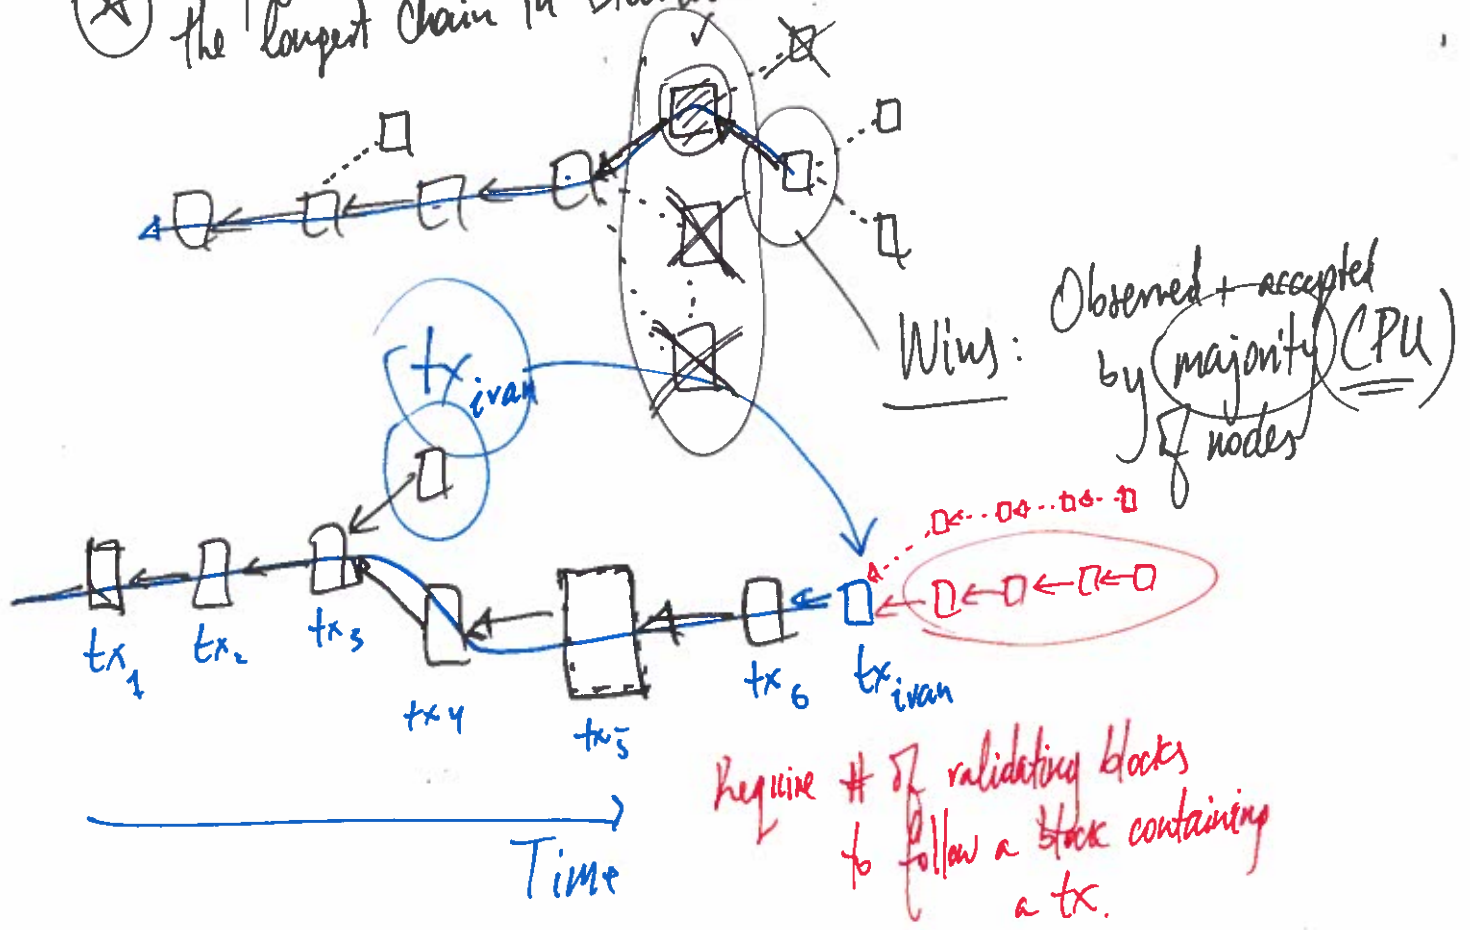 the longest chain in
Observed + accepted
Wins: by majority (CPU)
of nodes
tx ivan
tx1 tx2 tx3 tx4 tx5 tx6 tx ivan
Require # of validating blocks
to follow a block containing
a tx.
Time